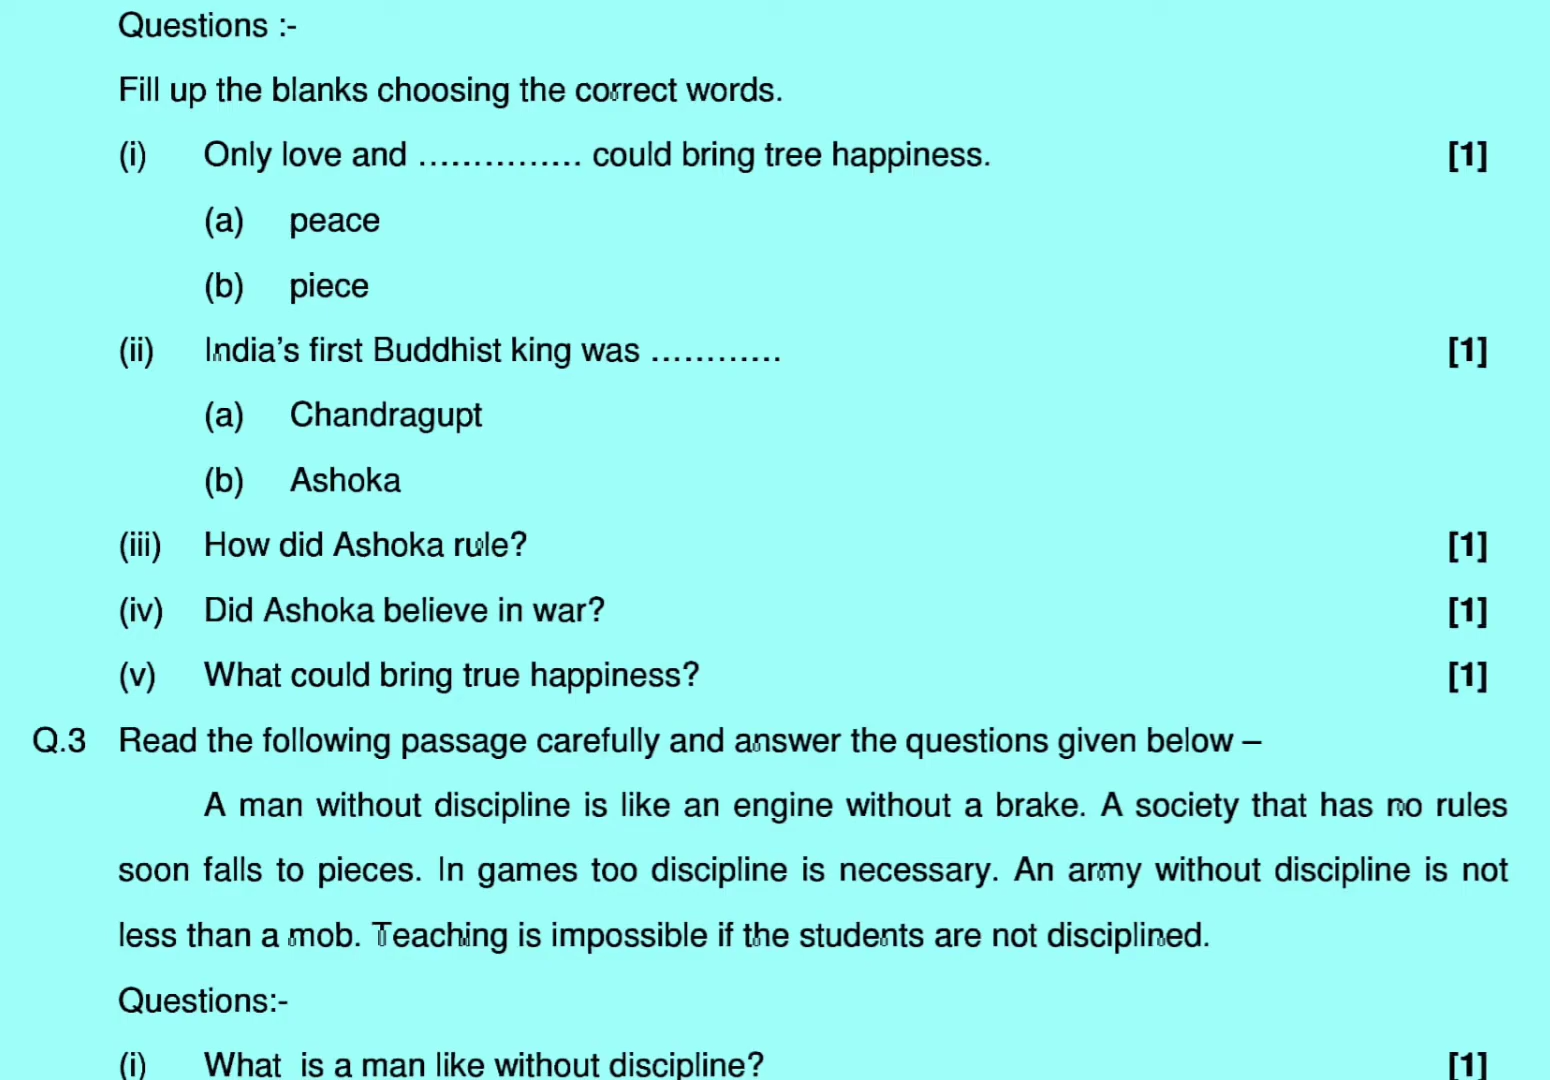 Questions :-
Fill up the blanks choosing the correct words.
(i) Only love and ............... could bring tree happiness. [1]
(a) peace
(b) piece
(ii) India's first Buddhist king was ............ [1]
(a) Chandragupt
(b) Ashoka
(iii) How did Ashoka rule? [1]
(iv) Did Ashoka believe in war? [1]
(v) What could bring true happiness? [1]
Q.3 Read the following passage carefully and answer the questions given below –
A man without discipline is like an engine without a brake. A society that has no rules
soon falls to pieces. In games too discipline is necessary. An army without discipline is not
less than a mob. Teaching is impossible if the students are not disciplined.
Questions:-
(i) What is a man like without discipline? [1]